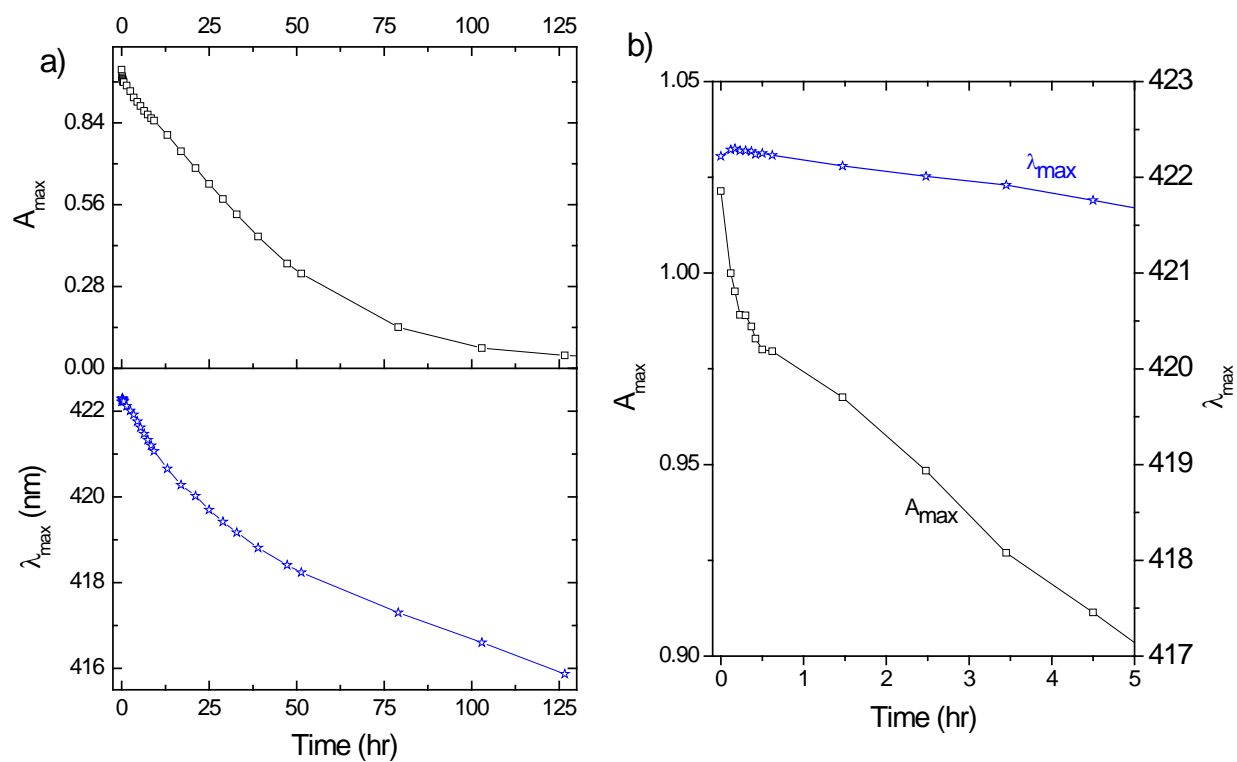 0 25 50 75 100 125
a)
A_max
0.84
0.56
0.28
0.00
λ_max (nm)
422
420
418
416
0 25 50 75 100 125
Time (hr)
b)
1.05
1.00
0.95
0.90
A_max
λ_max
A_max
423
422
421
420
419
418
417
λ_max
0 1 2 3 4 5
Time (hr)